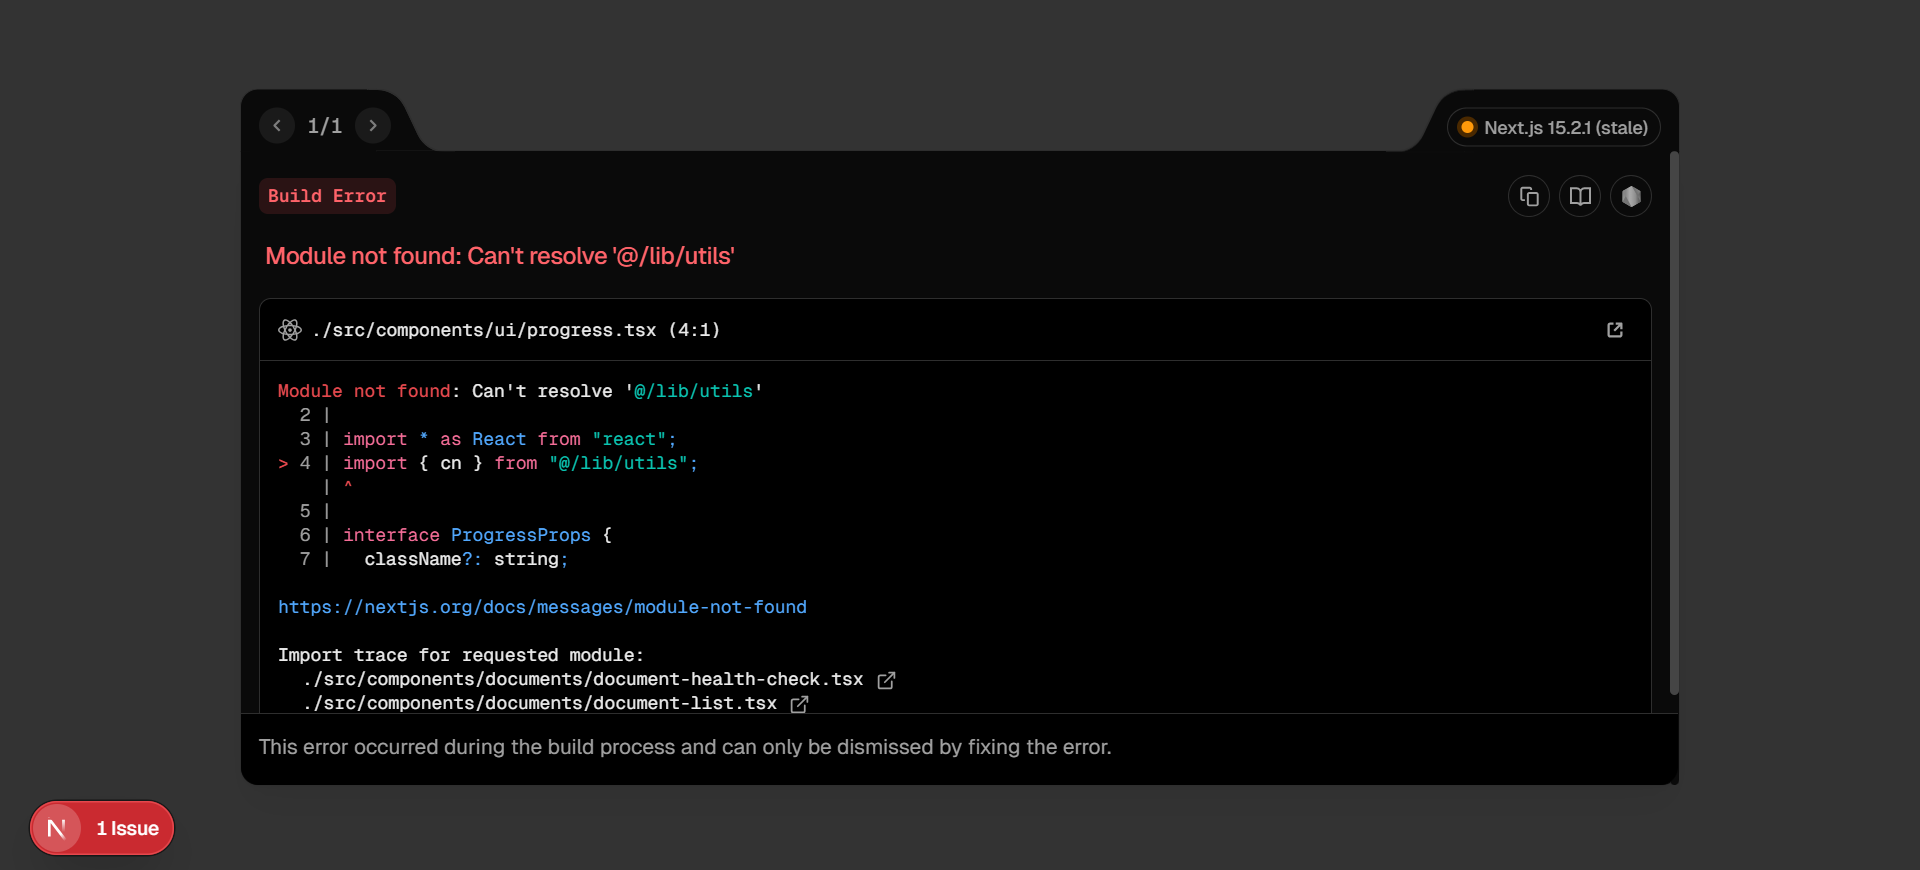 1/1
Next.js 15.2.1 (stale)
Build Error
Module not found: Can't resolve '@/lib/utils'
./src/components/ui/progress.tsx (4:1)
Module not found: Can't resolve '@/lib/utils'
  2 |
  3 | import * as React from "react";
> 4 | import { cn } from "@/lib/utils";
    | ^
  5 |
  6 | interface ProgressProps {
  7 |   className?: string;
https://nextjs.org/docs/messages/module-not-found
Import trace for requested module:
./src/components/documents/document-health-check.tsx
./src/components/documents/document-list.tsx
This error occurred during the build process and can only be dismissed by fixing the error.
N 1 Issue